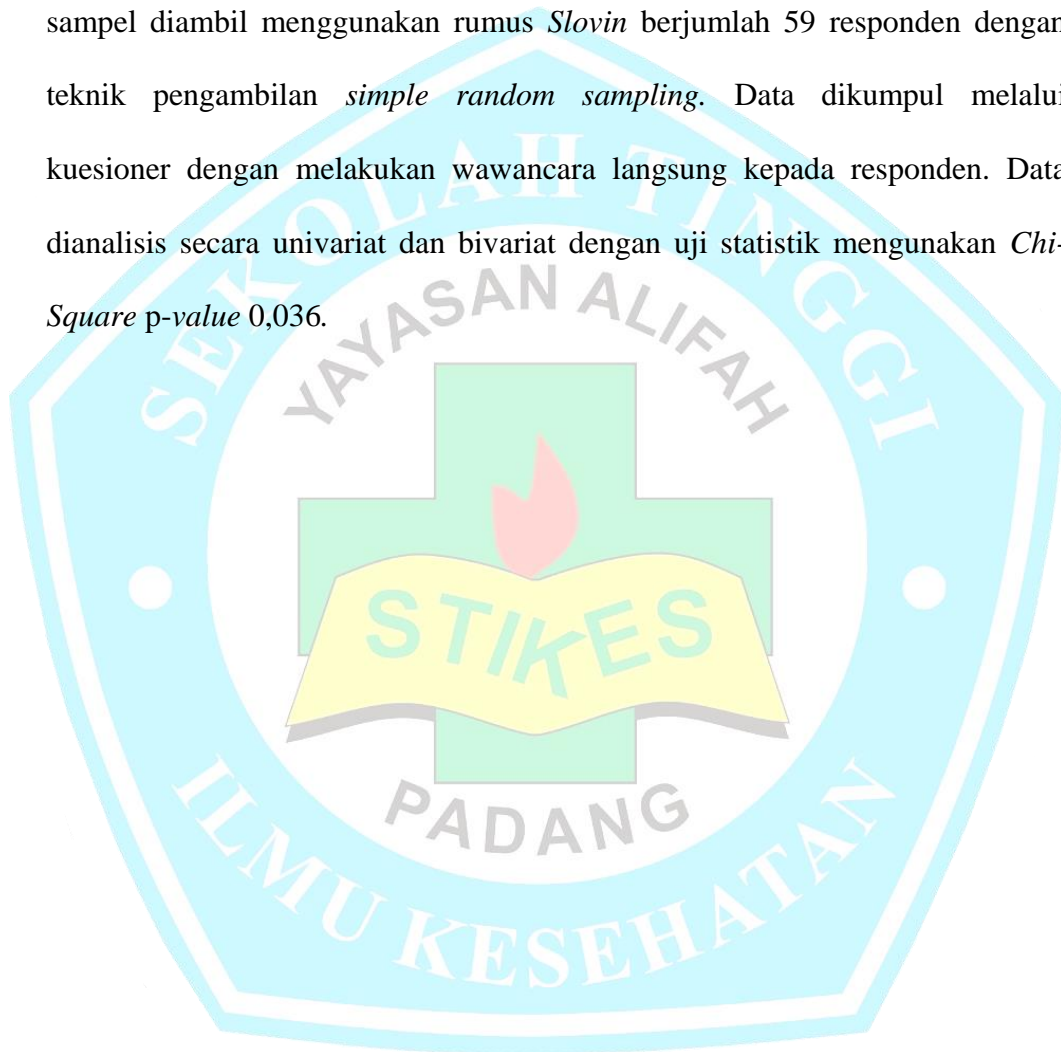 sampel diambil menggunakan rumus Slovin berjumlah 59 responden dengan
teknik pengambilan simple random sampling. Data dikumpul melalui
kuesioner dengan melakukan wawancara langsung kepada responden. Data
dianalisis secara univariat dan bivariat dengan uji statistik mengunakan Chi-
Square p-value 0,036.
SEKOLAH TINGGI
YAYASAN ALIFAH
STIKES
PADANG
ILMU KESEHATAN